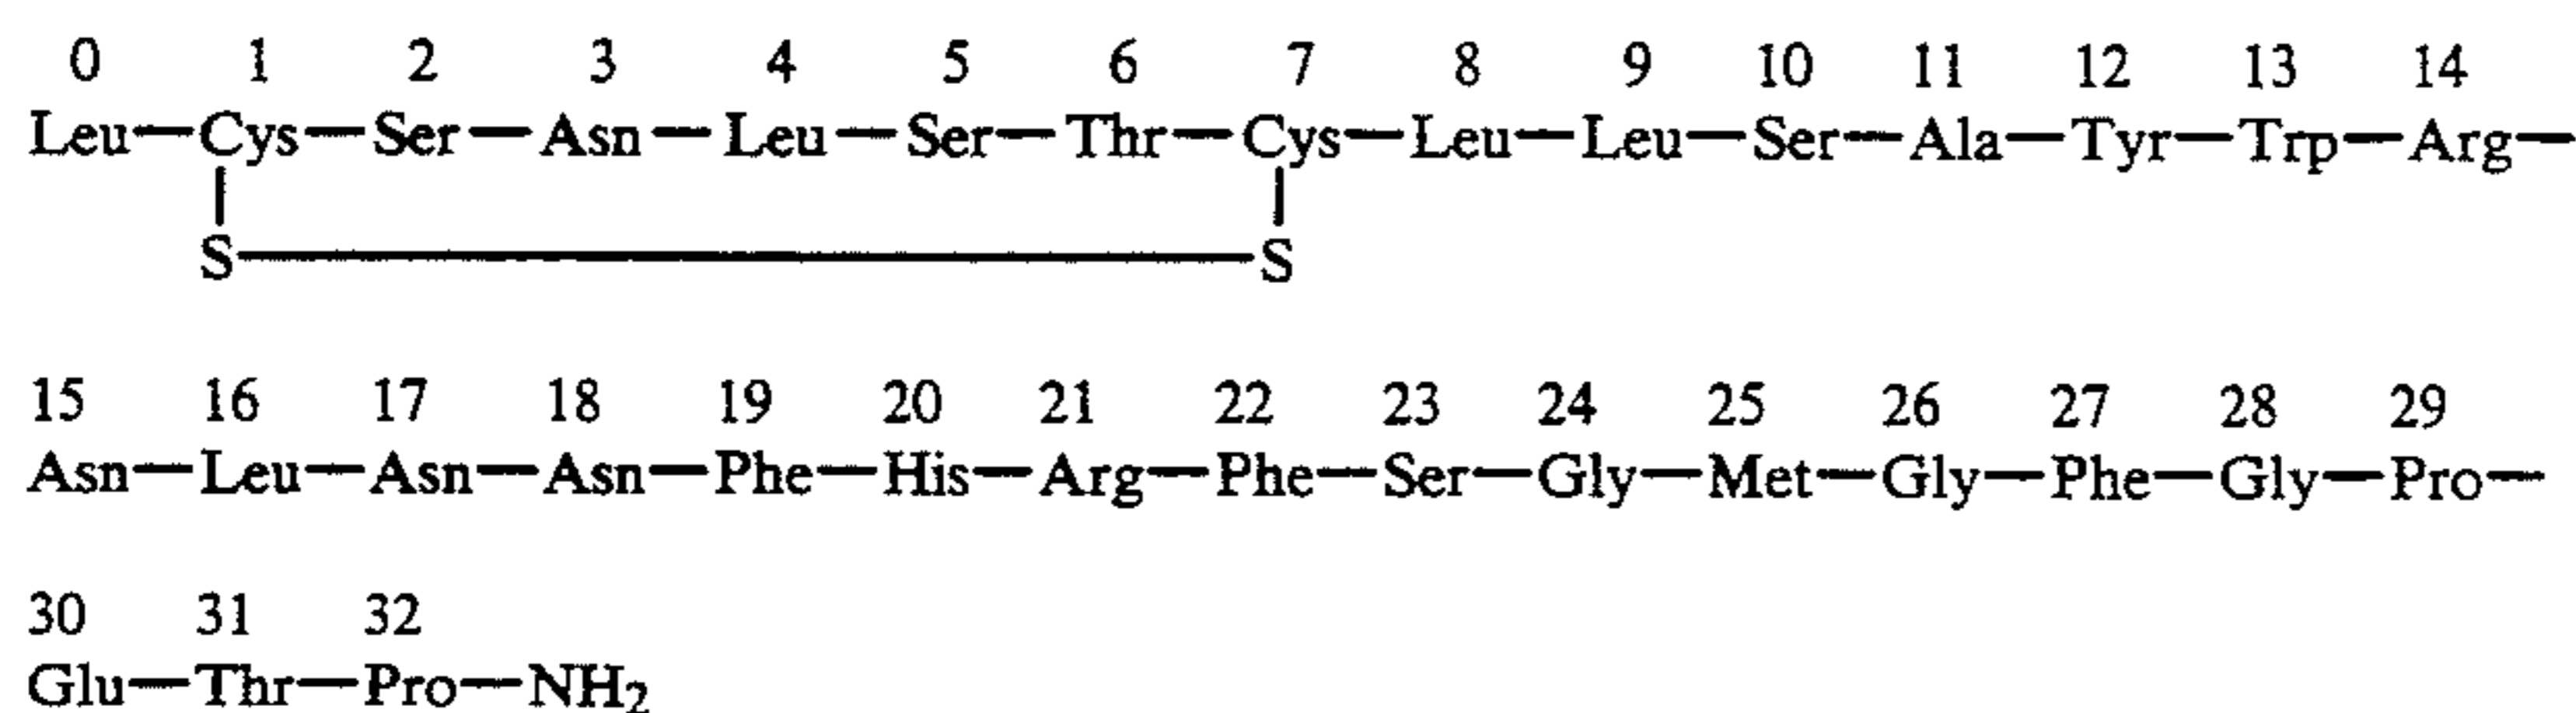 0 1 2 3 4 5 6 7 8 9 10 11 12 13 14
Leu—Cys—Ser—Asn—Leu—Ser—Thr—Cys—Leu—Leu—Ser—Ala—Tyr—Trp—Arg—
S S
15 16 17 18 19 20 21 22 23 24 25 26 27 28 29
Asn—Leu—Asn—Asn—Phe—His—Arg—Phe—Ser—Gly—Met—Gly—Phe—Gly—Pro—
30 31 32
Glu—Thr—Pro—NH₂